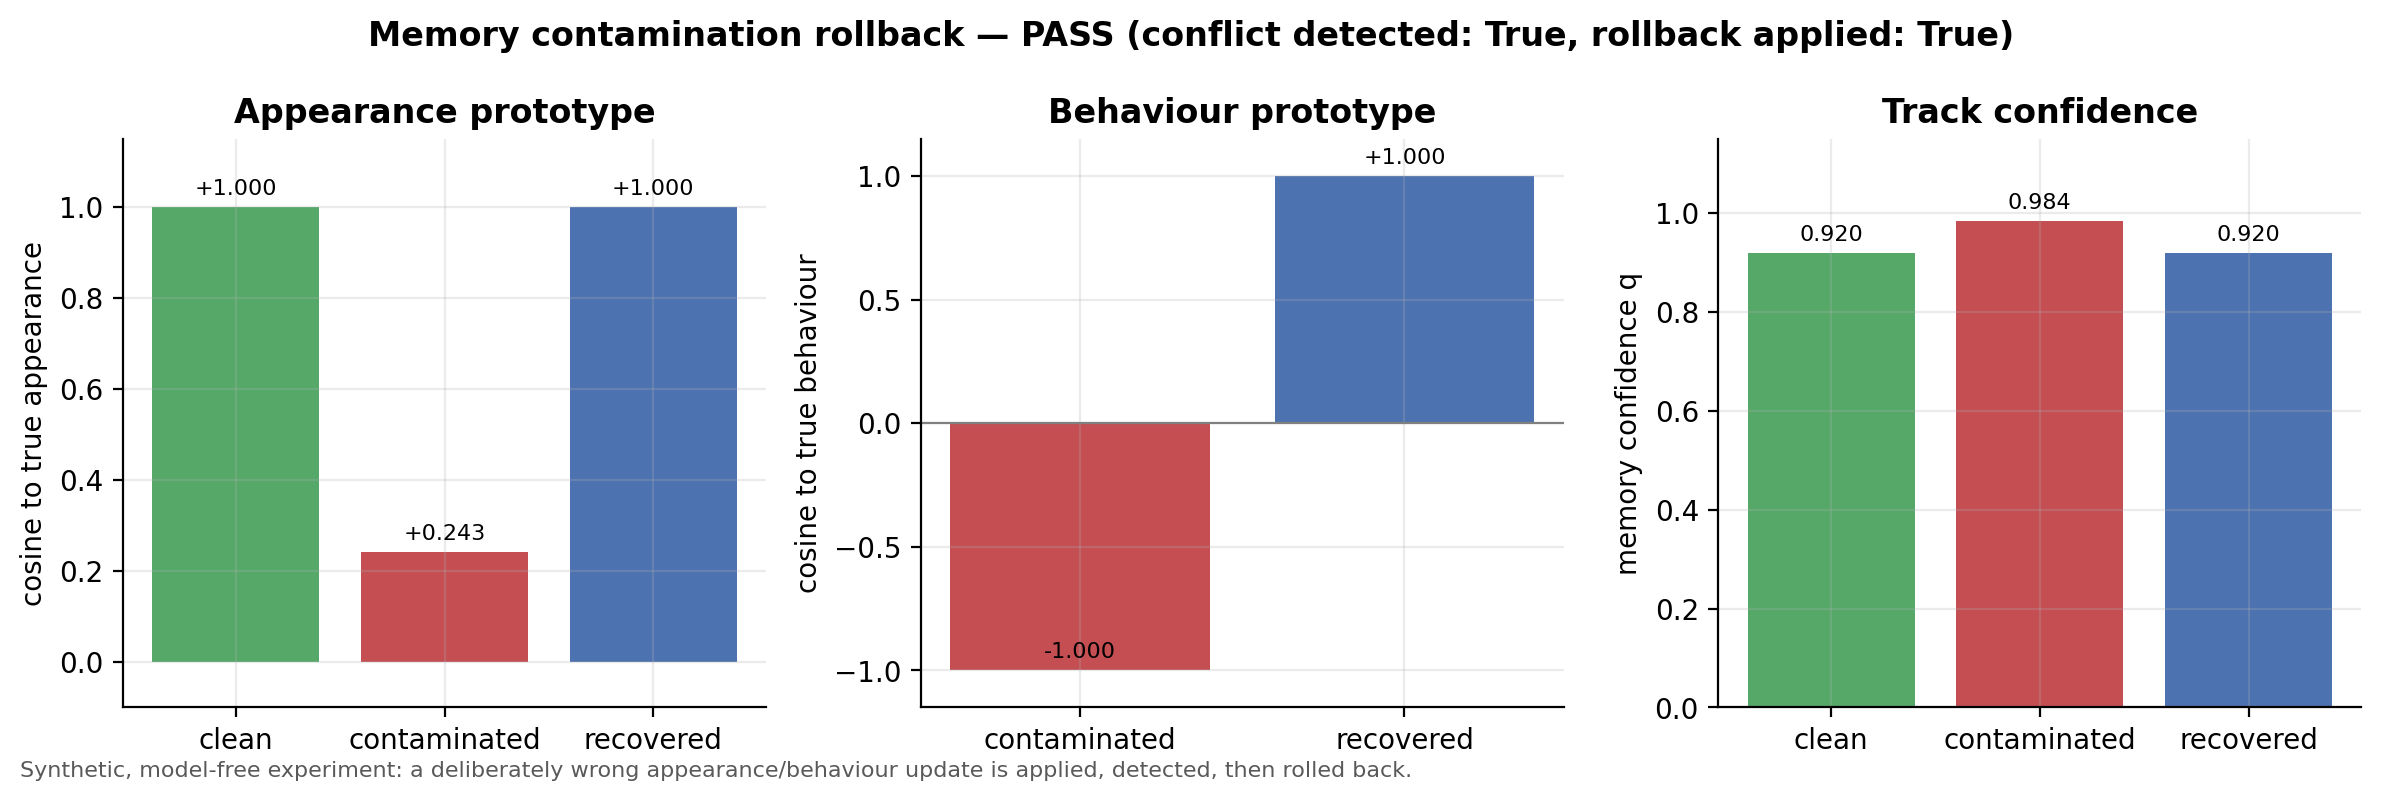 Memory contamination rollback — PASS (conflict detected: True, rollback applied: True)
Appearance prototype
cosine to true appearance
1.0
0.8
0.6
0.4
0.2
0.0
+1.000
+0.243
+1.000
clean
contaminated
recovered
Behaviour prototype
cosine to true behaviour
1.0
0.5
0.0
−0.5
−1.0
-1.000
+1.000
contaminated
recovered
Track confidence
memory confidence q
1.0
0.8
0.6
0.4
0.2
0.0
0.920
0.984
0.920
clean
contaminated
recovered
Synthetic, model-free experiment: a deliberately wrong appearance/behaviour update is applied, detected, then rolled back.